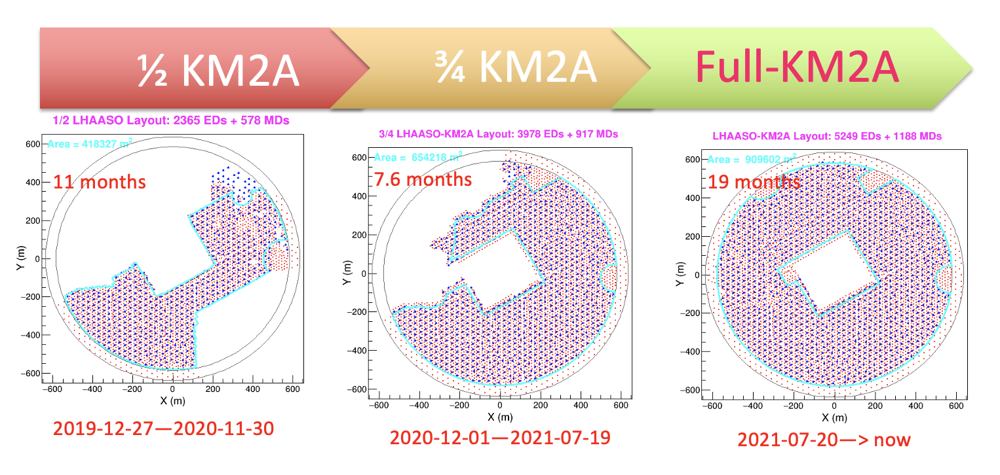 ½ KM2A
¾ KM2A
Full-KM2A
1/2 LHAASO Layout: 2365 EDs + 578 MDs
Area = 418327 m²
11 months
600
400
200
0
−200
−400
−600
Y (m)
−600 −400 −200 0 200 400 600
X (m)
2019-12-27—2020-11-30
3/4 LHAASO-KM2A Layout: 3978 EDs + 917 MDs
Area = 654218 m²
7.6 months
600
400
200
0
−200
−400
−600
Y (m)
−600 −400 −200 0 200 400 600
X (m)
2020-12-01—2021-07-19
LHAASO-KM2A Layout: 5249 EDs + 1188 MDs
Area = 909602 m²
19 months
600
400
200
0
−200
−400
−600
Y (m)
−600 −400 −200 0 200 400 600
X (m)
2021-07-20—> now